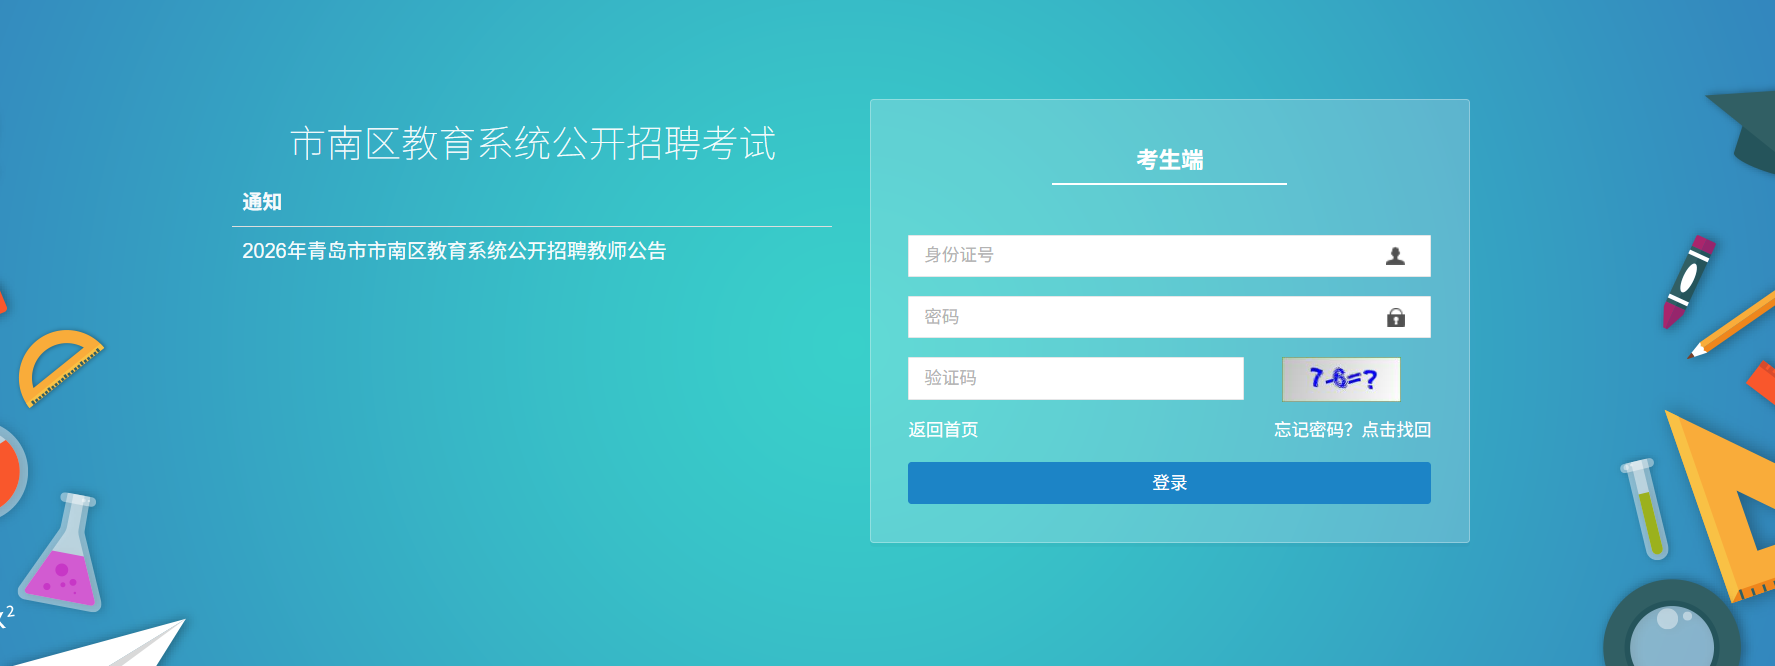 市南区教育系统公开招聘考试
通知
2026年青岛市市南区教育系统公开招聘教师公告
考生端
身份证号
密码
验证码
7-6=?
返回首页
忘记密码？点击找回
登录
x²